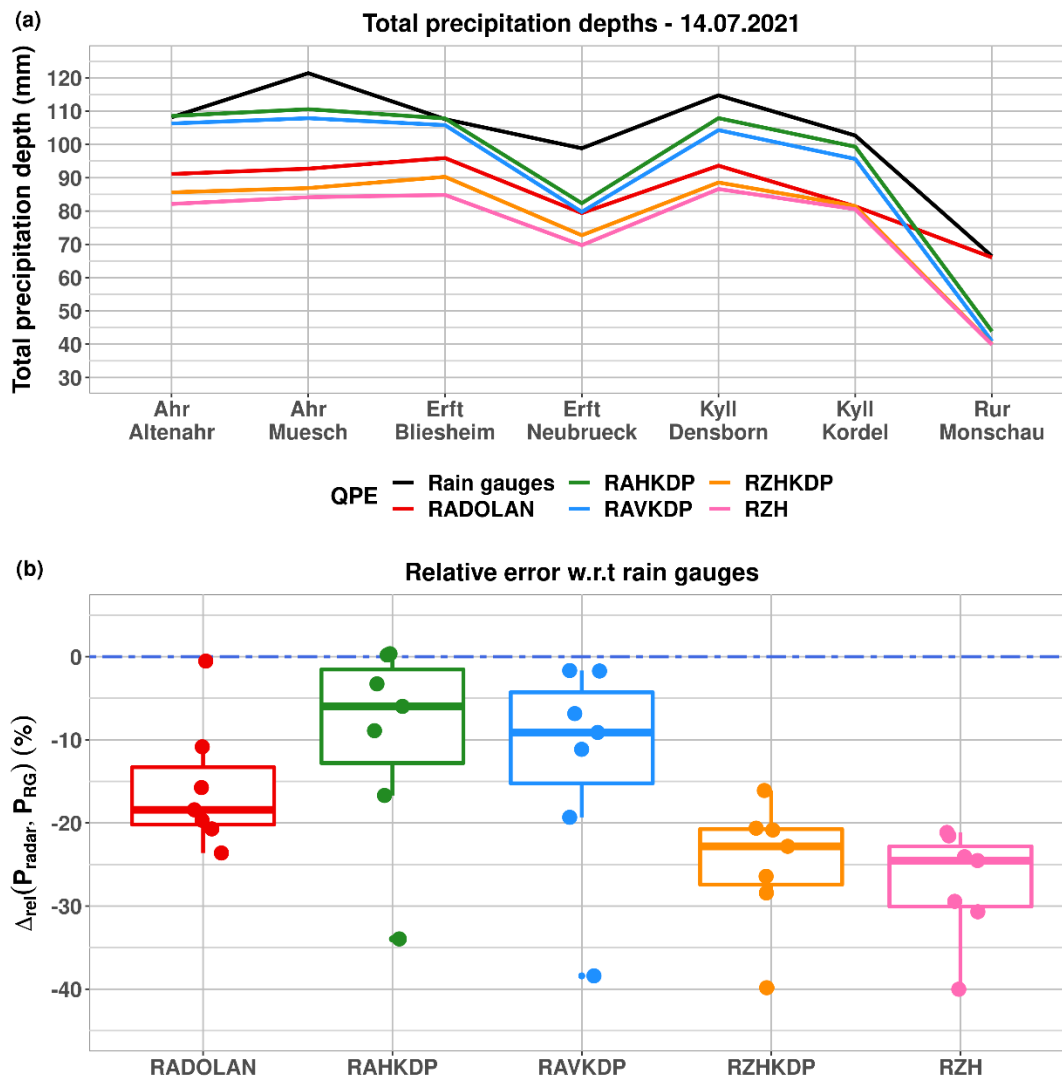 (a)
Total precipitation depths - 14.07.2021
Total precipitation depth (mm)
120
110
100
90
80
70
60
50
40
30
Ahr Ahr Erft Erft Kyll Kyll Rur
Altenahr Muesch Bliesheim Neubrueck Densborn Kordel Monschau
QPE
Rain gauges RAHKDP RZHKDP
RADOLAN RAVKDP RZH
(b)
Relative error w.r.t rain gauges
Δrel(Pradar, PRG) (%)
0
-10
-20
-30
-40
RADOLAN RAHKDP RAVKDP RZHKDP RZH